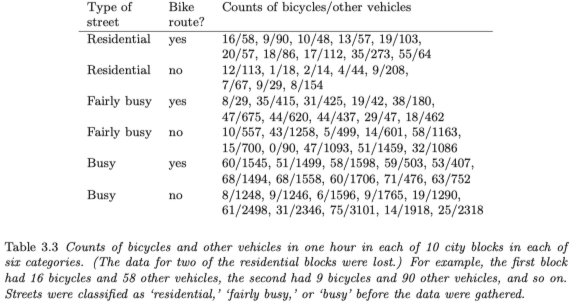 Type of street Bike route? Counts of bicycles/other vehicles
Residential yes 16/58, 9/90, 10/48, 13/57, 19/103,
20/57, 18/86, 17/112, 35/273, 55/64
Residential no 12/113, 1/18, 2/14, 4/44, 9/208,
7/67, 9/29, 8/154
Fairly busy yes 8/29, 35/415, 31/425, 19/42, 38/180,
47/675, 44/620, 44/437, 29/47, 18/462
Fairly busy no 10/557, 43/1258, 5/499, 14/601, 58/1163,
15/700, 0/90, 47/1093, 51/1459, 32/1086
Busy yes 60/1545, 51/1499, 58/1598, 59/503, 53/407,
68/1494, 68/1558, 60/1706, 71/476, 63/752
Busy no 8/1248, 9/1246, 6/1596, 9/1765, 19/1290,
61/2498, 31/2346, 75/3101, 14/1918, 25/2318
Table 3.3 Counts of bicycles and other vehicles in one hour in each of 10 city blocks in each of
six categories. (The data for two of the residential blocks were lost.) For example, the first block
had 16 bicycles and 58 other vehicles, the second had 9 bicycles and 90 other vehicles, and so on.
Streets were classified as ‘residential,’ ‘fairly busy,’ or ‘busy’ before the data were gathered.